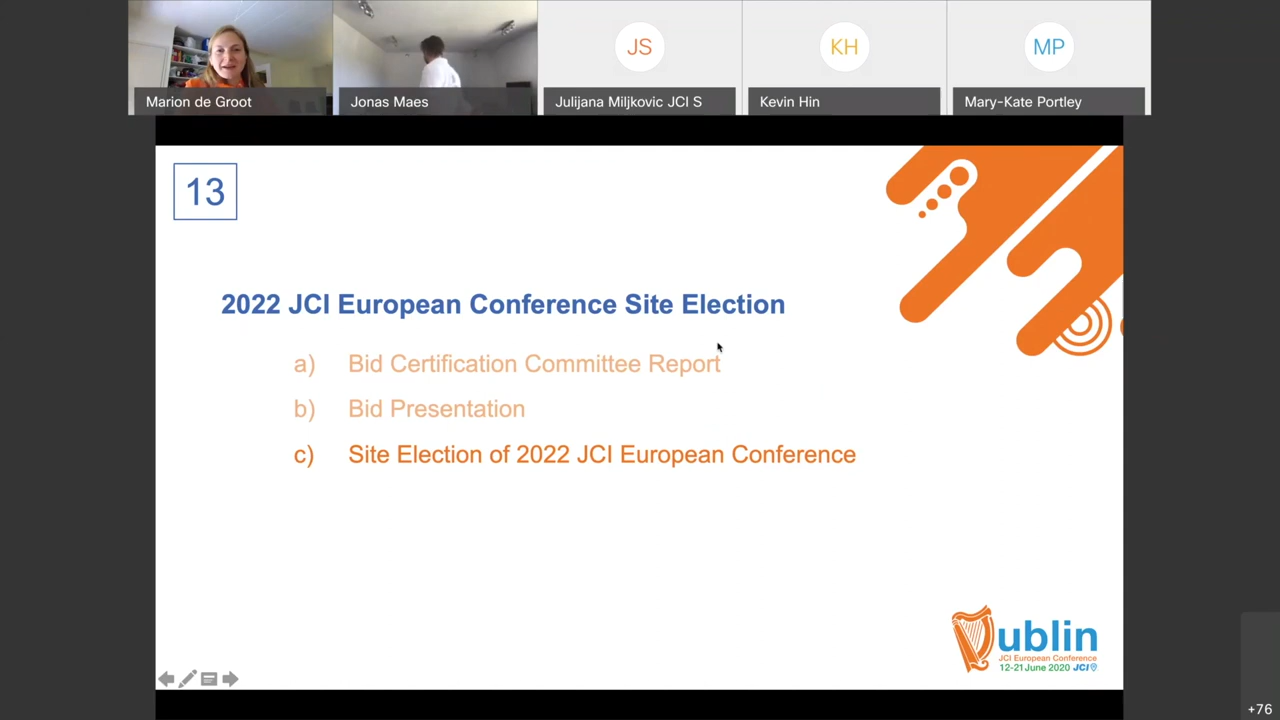 JS
KH
MP
Marion de Groot
Jonas Maes
Julijana Miljkovic JCI S
Kevin Hin
Mary-Kate Portley
13
2022 JCI European Conference Site Election
a) Bid Certification Committee Report
b) Bid Presentation
c) Site Election of 2022 JCI European Conference
Dublin
JCI European Conference
12-21 June 2020 JCI
+76